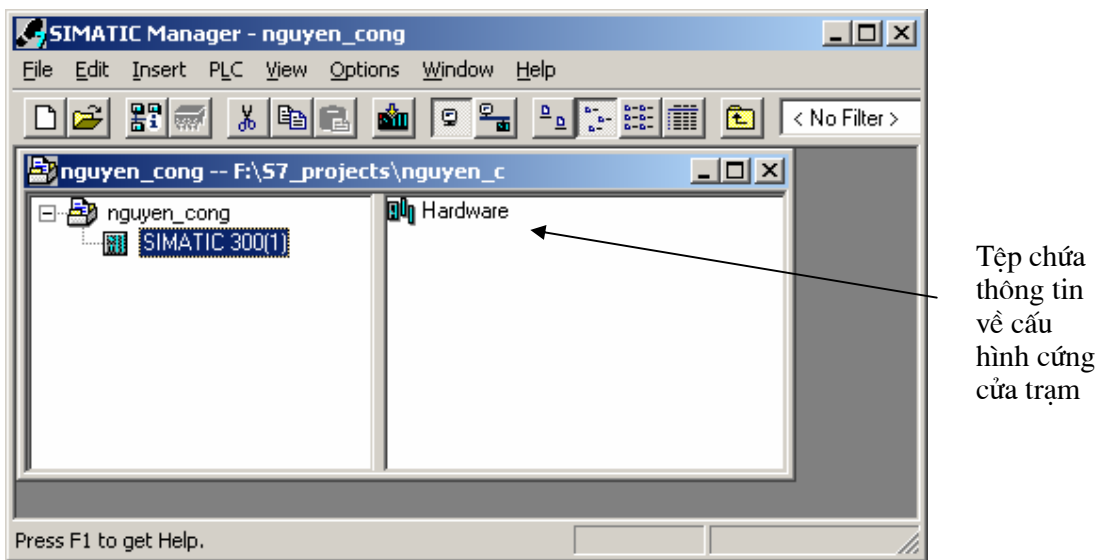 SIMATIC Manager - nguyen_cong
File Edit Insert PLC View Options Window Help
< No Filter >
nguyen_cong -- F:\S7_projects\nguyen_c
nguyen_cong
SIMATIC 300(1)
Hardware
Tệp chứa
thông tin
về cấu
hình cứng
cửa trạm
Press F1 to get Help.